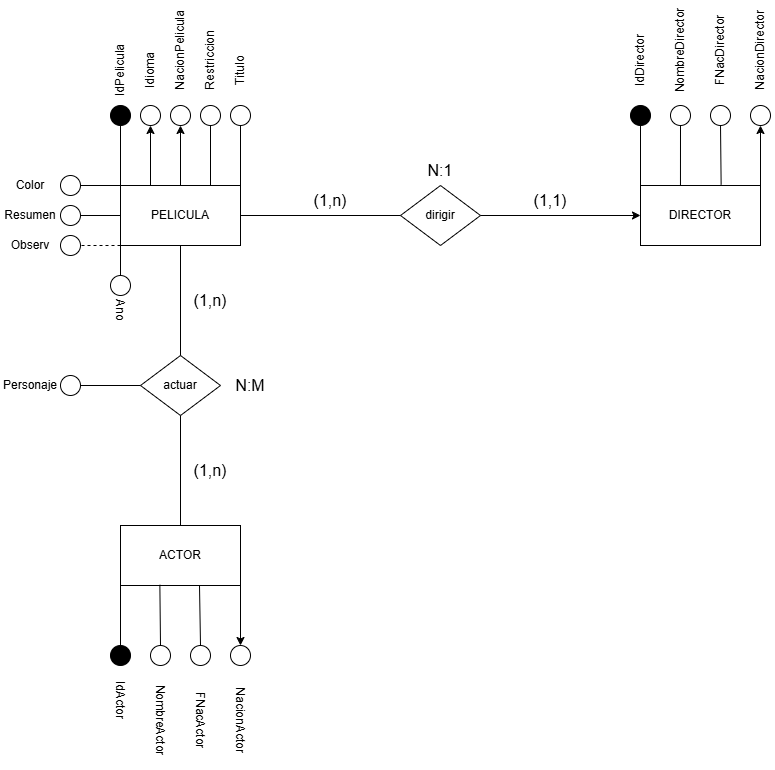 IdPelicula
Idioma
NacionPelicula
Restriccion
Titulo
IdDirector
NombreDirector
FNacDirector
NacionDirector
Color
Resumen
Observ
Ano
PELICULA
(1,n)
N:1
dirigir
(1,1)
DIRECTOR
(1,n)
Personaje
actuar
N:M
(1,n)
ACTOR
IdActor
NombreActor
FNacActor
NacionActor